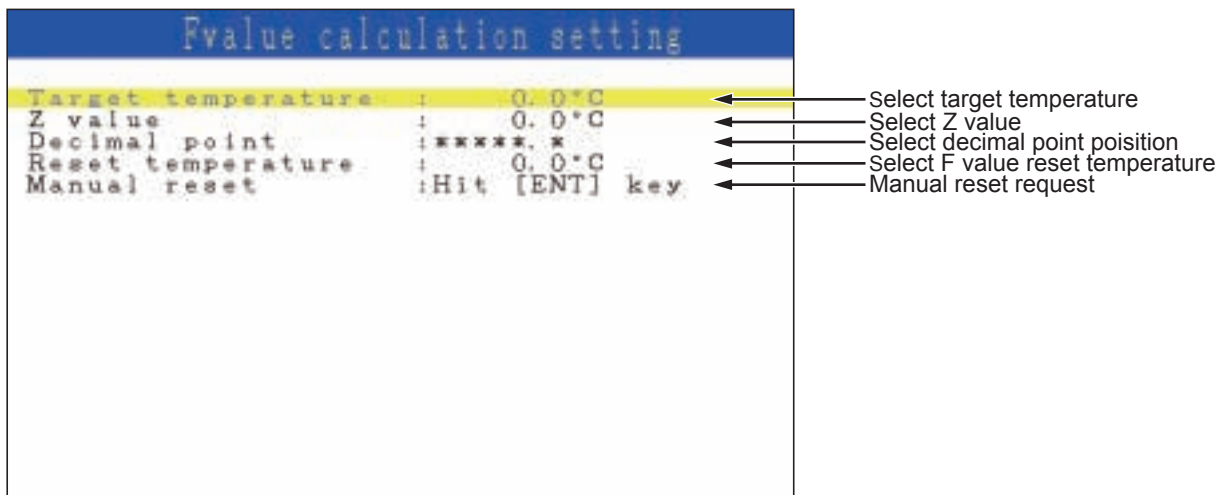 Fvalue calculation setting
Target temperature : 0.0°C Select target temperature
Z value : 0.0°C Select Z value
Decimal point :*****.* Select decimal point poisition
Reset temperature : 0.0°C Select F value reset temperature
Manual reset :Hit [ENT] key Manual reset request